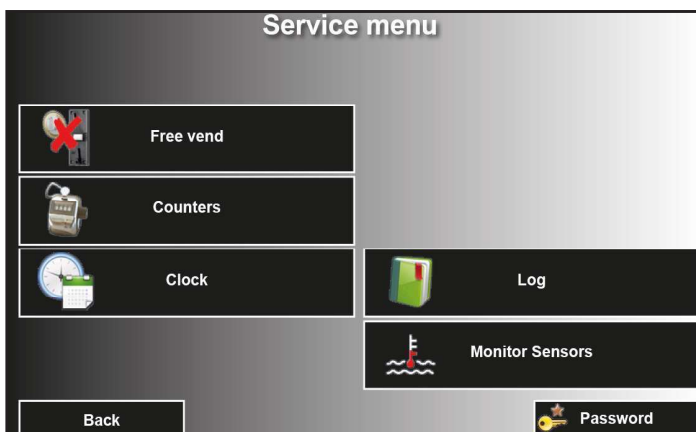 Service menu
Free vend
Counters
Clock
Log
Monitor Sensors
Back
Password